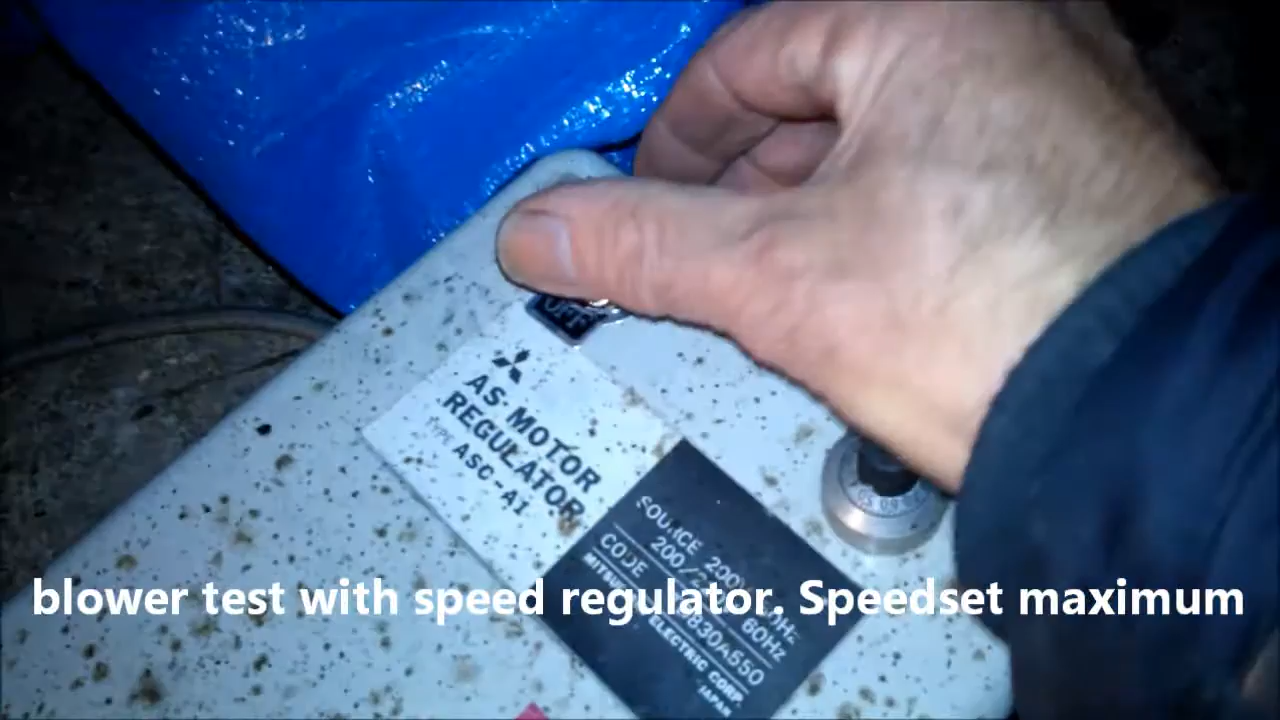 OFF
AS-MOTOR
REGULATOR
TYPE ASC-A1
SOURCE 200V 50Hz
200/ 60Hz
CODE 830A550
ELECTRIC CORP.
JAPAN
blower test with speed regulator. Speedset maximum